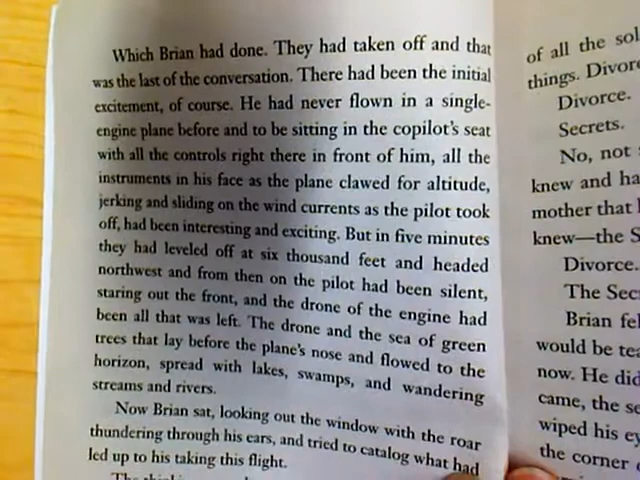 Which Brian had done. They had taken off and that
was the last of the conversation. There had been the initial
excitement, of course. He had never flown in a single-
engine plane before and to be sitting in the copilot's seat
with all the controls right there in front of him, all the
instruments in his face as the plane clawed for altitude,
jerking and sliding on the wind currents as the pilot took
off, had been interesting and exciting. But in five minutes
they had leveled off at six thousand feet and headed
northwest and from then on the pilot had been silent,
staring out the front, and the drone of the engine had
been all that was left. The drone and the sea of green
trees that lay before the plane's nose and flowed to the
horizon, spread with lakes, swamps, and wandering
streams and rivers.
Now Brian sat, looking out the window with the roar
thundering through his ears, and tried to catalog what had
led up to his taking this flight.
of all the
things.
Divorce.
Secrets.
No, not
knew and
mother that
knew—the
Divorce.
The
Brian
would be
now. He did
came, the
wiped his
the corner